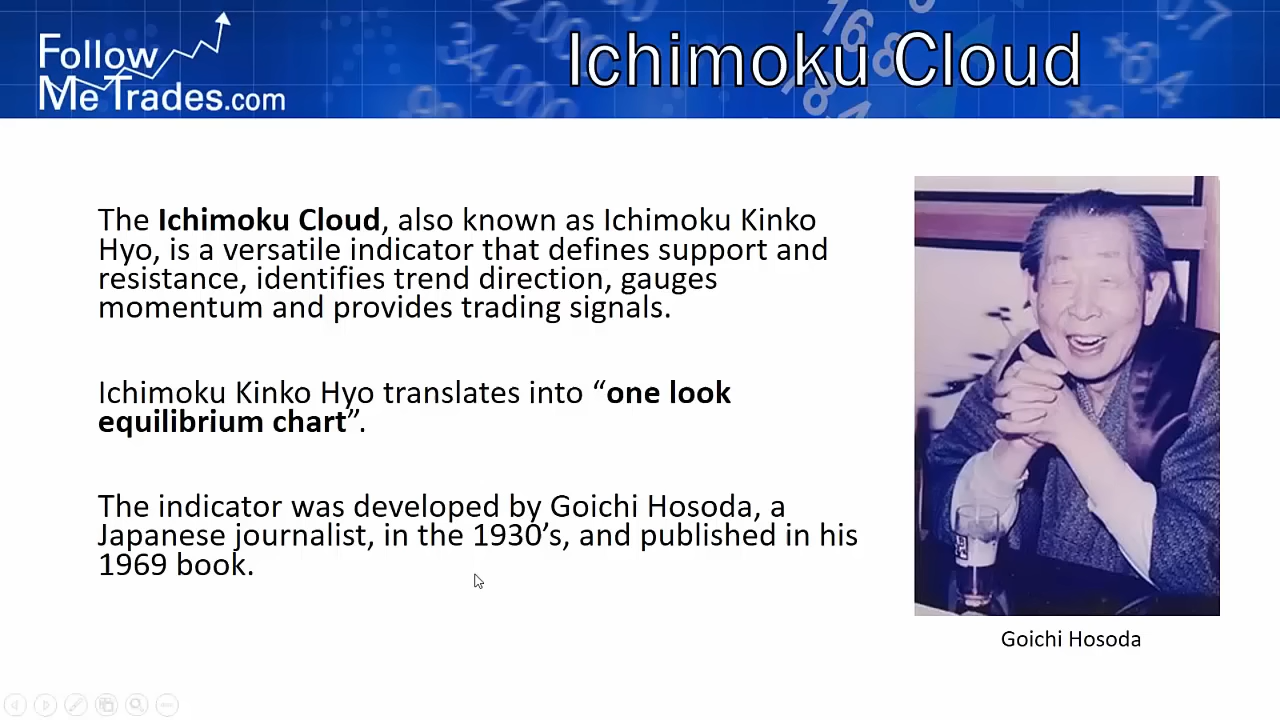 Follow
Me Trades.com
Ichimoku Cloud
The Ichimoku Cloud, also known as Ichimoku Kinko
Hyo, is a versatile indicator that defines support and
resistance, identifies trend direction, gauges
momentum and provides trading signals.
Ichimoku Kinko Hyo translates into “one look
equilibrium chart”.
The indicator was developed by Goichi Hosoda, a
Japanese journalist, in the 1930’s, and published in his
1969 book.
Goichi Hosoda